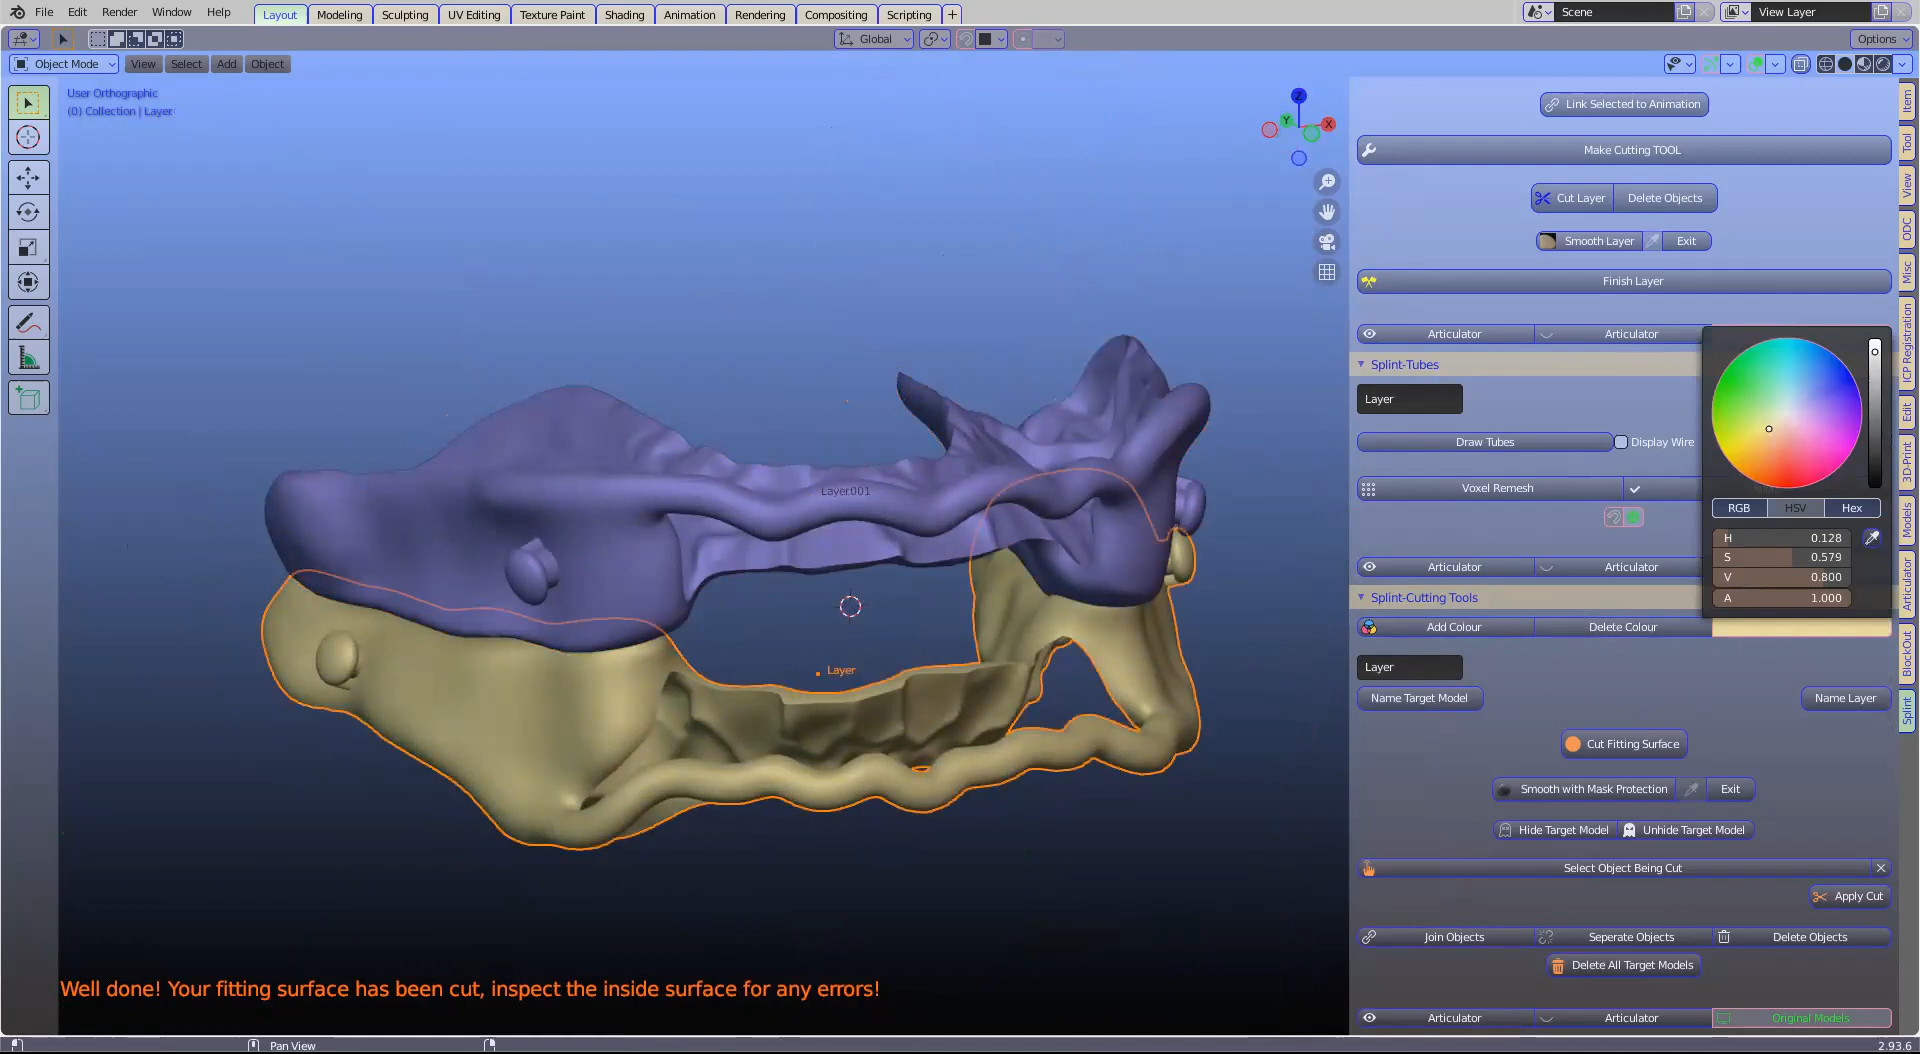 File Edit Render Window Help Layout Modeling Sculpting UV Editing Texture Paint Shading Animation Rendering Compositing Scripting + Scene View Layer
Global Options
Object Mode View Select Add Object
User Orthographic
(0) Collection | Layer
Z
Y
X
Link Selected to Animation
Make Cutting TOOL
Cut Layer Delete Objects
Smooth Layer Exit
Finish Layer
Articulator Articulator
Splint-Tubes
Layer
Draw Tubes Display Wire
Voxel Remesh
RGB HSV Hex
H 0.128
S 0.579
V 0.800
A 1.000
Articulator Articulator
Splint-Cutting Tools
Add Colour Delete Colour
Layer
Name Target Model Name Layer
Cut Fitting Surface
Smooth with Mask Protection Exit
Hide Target Model Unhide Target Model
Select Object Being Cut
Apply Cut
Join Objects Seperate Objects Delete Objects
Delete All Target Models
Articulator Articulator Original Models
Item
Tool
View
ODC
Misc
ICP Registration
Edit
3D-Print
Models
Articulator
BlockOut
Splint
Layer.001
Layer
Well done! Your fitting surface has been cut, inspect the inside surface for any errors!
Pan View 2.93.6